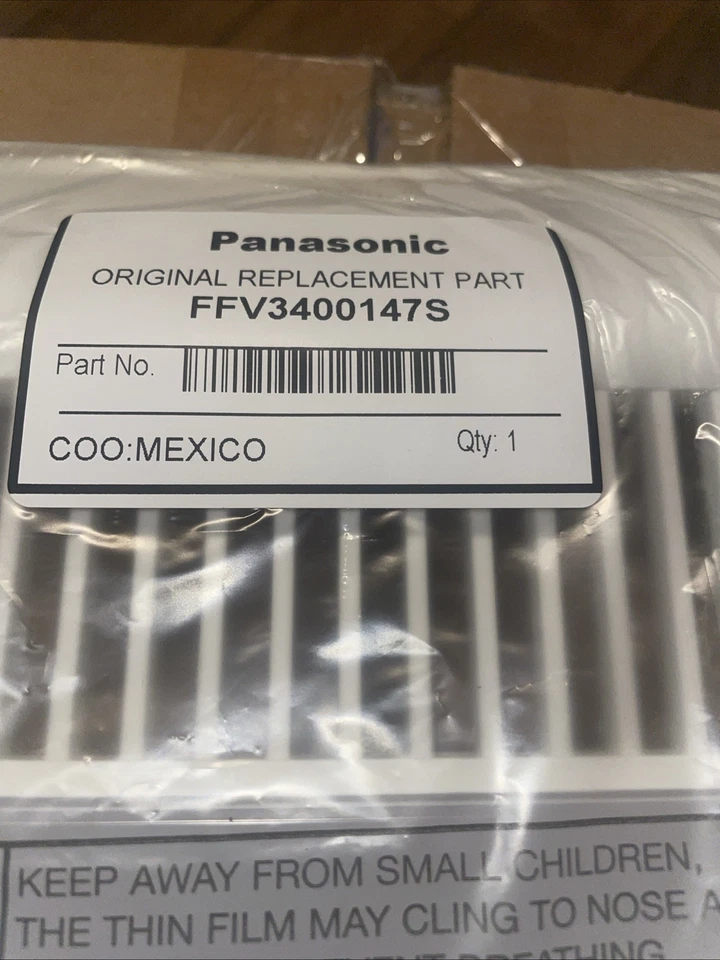 Panasonic
ORIGINAL REPLACEMENT PART
FFV3400147S
Part No.
COO:MEXICO
Qty: 1
KEEP AWAY FROM SMALL CHILDREN,
THE THIN FILM MAY CLING TO NOSE
BREATHING